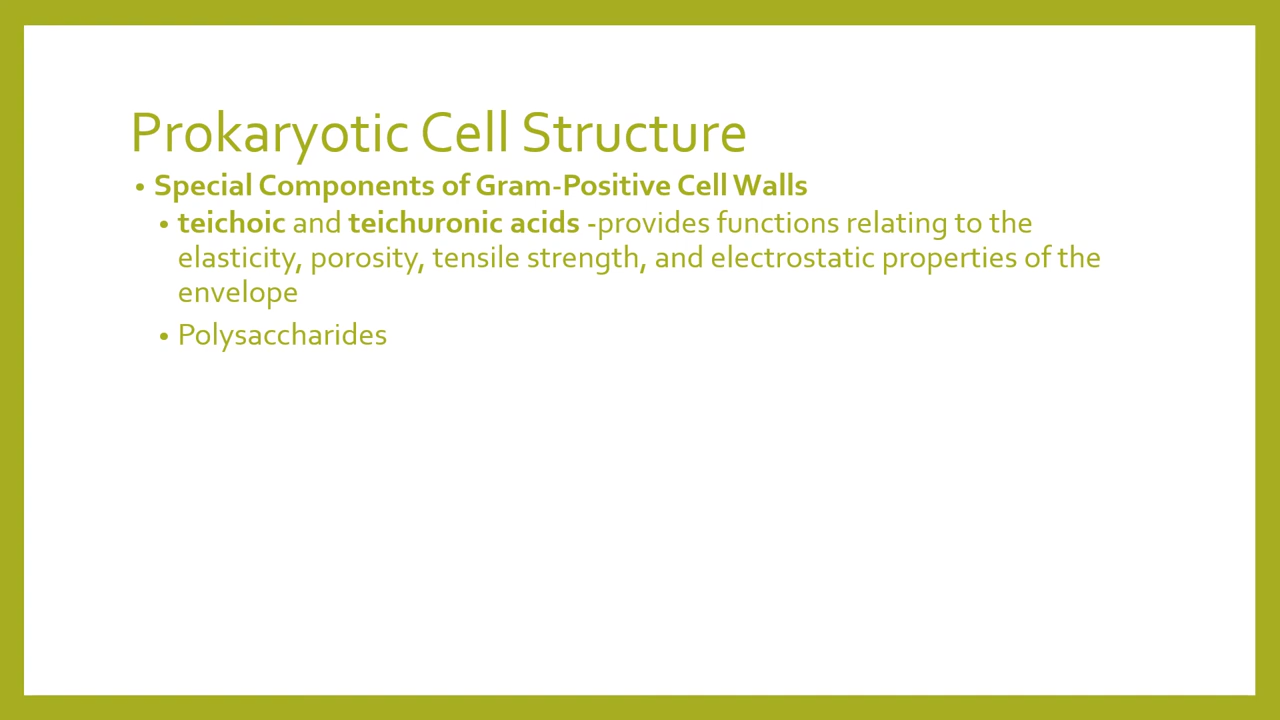 Prokaryotic Cell Structure
• Special Components of Gram-Positive Cell Walls
• teichoic and teichuronic acids -provides functions relating to the
elasticity, porosity, tensile strength, and electrostatic properties of the
envelope
• Polysaccharides